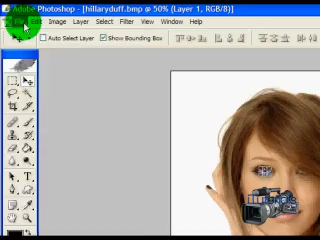 Adobe Photoshop - [hillaryduff.bmp @ 50% (Layer 1, RGB/8)]
Edit Image Layer Select Filter View Window Help
Auto Select Layer Show Bounding Box